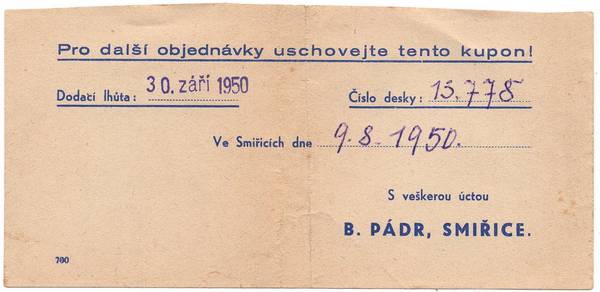 Pro další objednávky uschovejte tento kupon!
Dodací lhůta: 30. září 1950 Číslo desky: 13.778
Ve Smiřicích dne 9. 8. 1950.
S veškerou úctou
B. PÁDR, SMIŘICE.
700